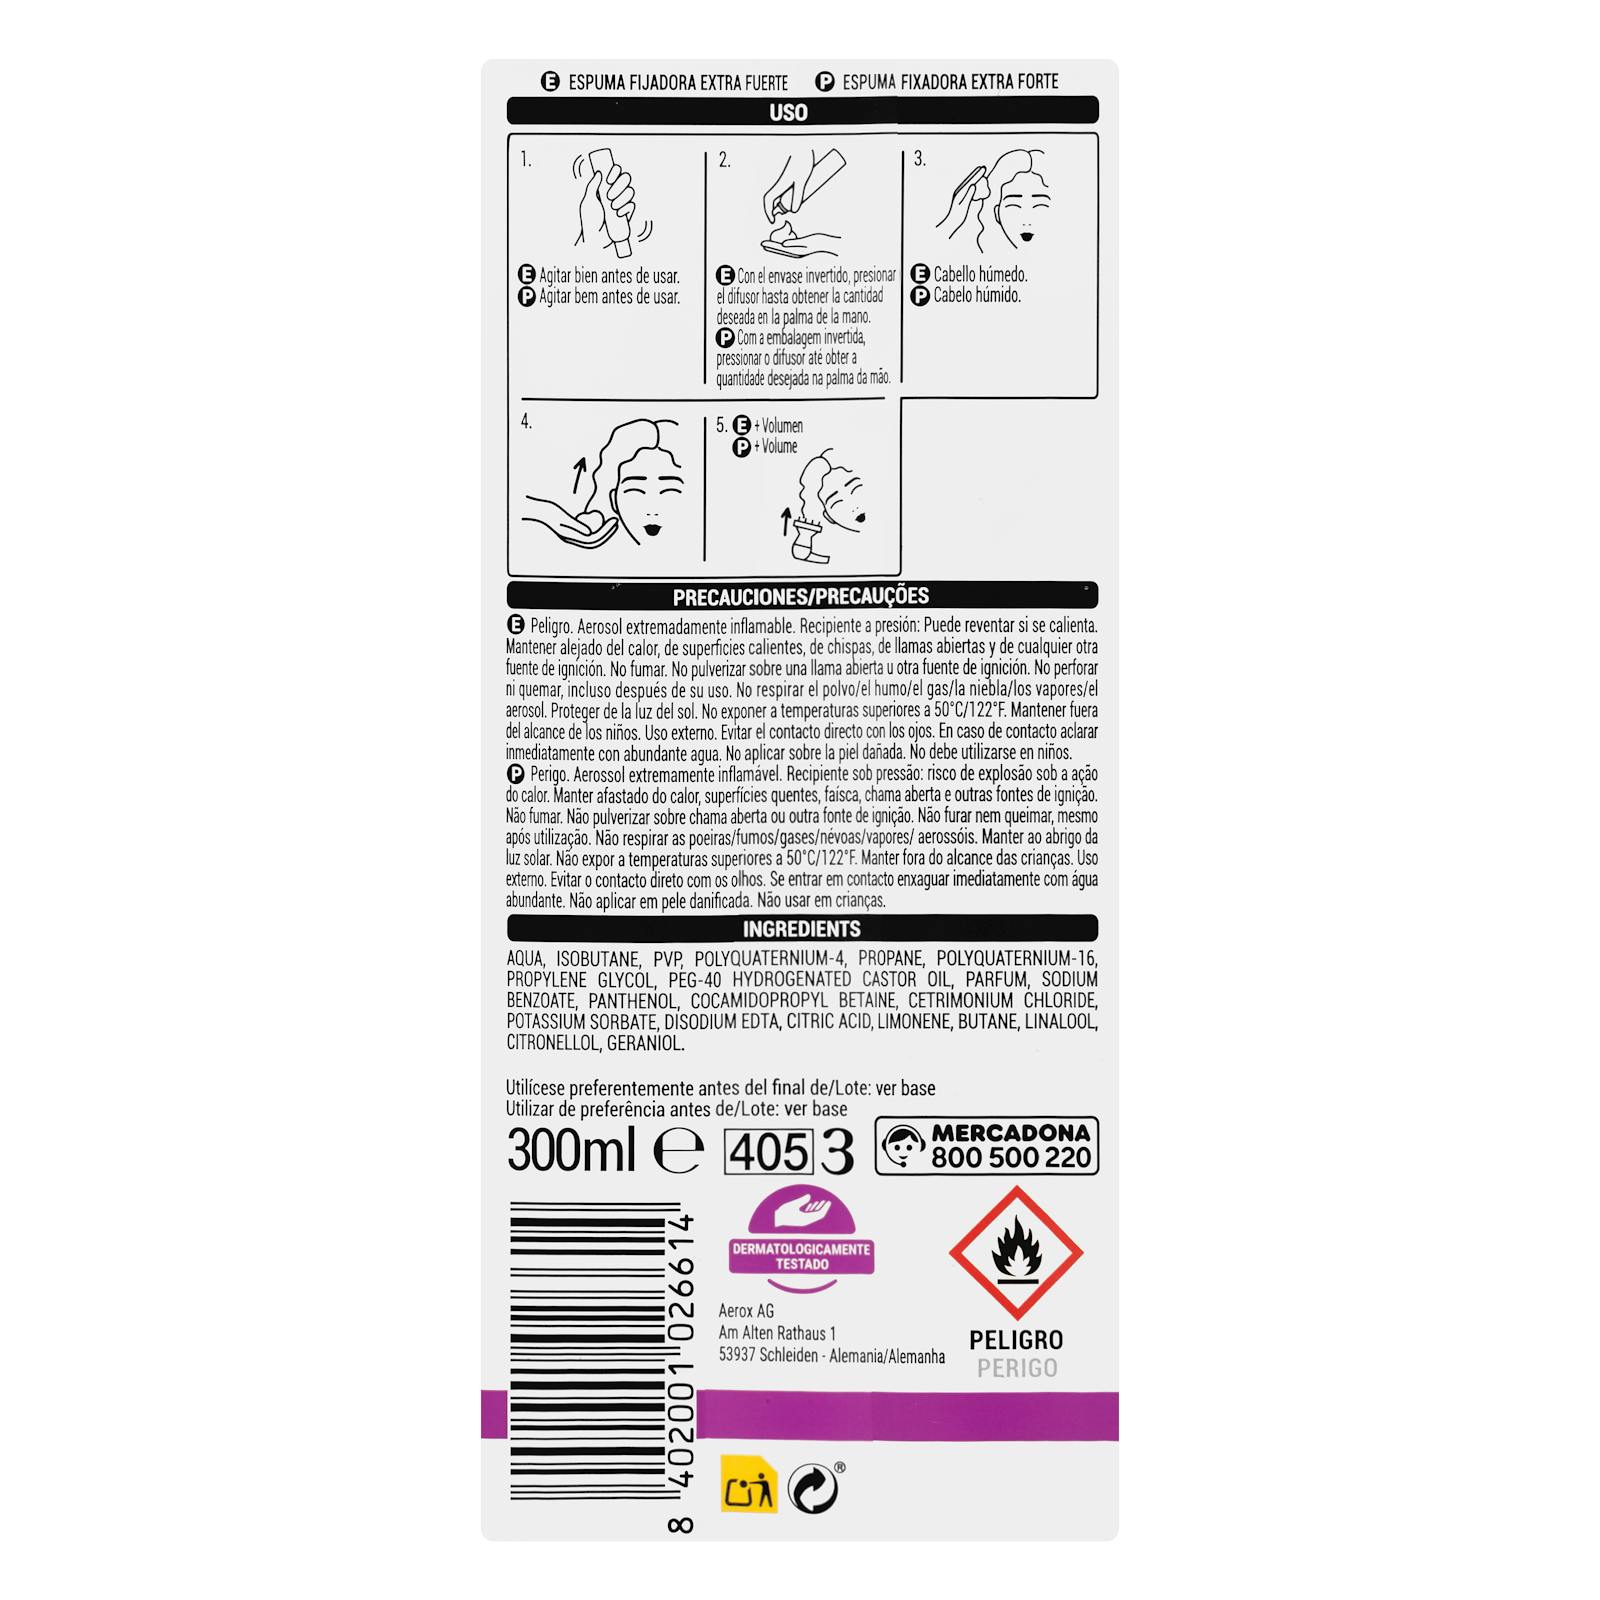 E ESPUMA FIJADORA EXTRA FUERTE P ESPUMA FIXADORA EXTRA FORTE
USO
1.
E Agitar bien antes de usar.
P Agitar bem antes de usar.
2.
E Con el envase invertido, presionar
el difusor hasta obtener la cantidad
deseada en la palma de la mano.
P Com a embalagem invertida,
pressionar o difusor até obter a
quantidade desejada na palma da mão.
3.
E Cabello húmedo.
P Cabelo húmido.
4.
5. E + Volumen
P + Volume
PRECAUCIONES/PRECAUÇÕES
E Peligro. Aerosol extremadamente inflamable. Recipiente a presión: Puede reventar si se calienta.
Mantener alejado del calor, de superficies calientes, de chispas, de llamas abiertas y de cualquier otra
fuente de ignición. No fumar. No pulverizar sobre una llama abierta u otra fuente de ignición. No perforar
ni quemar, incluso después de su uso. No respirar el polvo/el humo/el gas/la niebla/los vapores/el
aerosol. Proteger de la luz del sol. No exponer a temperaturas superiores a 50°C/122°F. Mantener fuera
del alcance de los niños. Uso externo. Evitar el contacto directo con los ojos. En caso de contacto aclarar
inmediatamente con abundante agua. No aplicar sobre la piel dañada. No debe utilizarse en niños.
P Perigo. Aerossol extremamente inflamável. Recipiente sob pressão: risco de explosão sob a ação
do calor. Manter afastado do calor, superfícies quentes, faísca, chama aberta e outras fontes de ignição.
Não fumar. Não pulverizar sobre chama aberta ou outra fonte de ignição. Não furar nem queimar, mesmo
após utilização. Não respirar as poeiras/fumos/gases/névoas/vapores/ aerossóis. Manter ao abrigo da
luz solar. Não expor a temperaturas superiores a 50°C/122°F. Manter fora do alcance das crianças. Uso
externo. Evitar o contacto direto com os olhos. Se entrar em contacto enxaguar imediatamente com água
abundante. Não aplicar em pele danificada. Não usar em crianças.
INGREDIENTS
AQUA, ISOBUTANE, PVP, POLYQUATERNIUM-4, PROPANE, POLYQUATERNIUM-16,
PROPYLENE GLYCOL, PEG-40 HYDROGENATED CASTOR OIL, PARFUM, SODIUM
BENZOATE, PANTHENOL, COCAMIDOPROPYL BETAINE, CETRIMONIUM CHLORIDE,
POTASSIUM SORBATE, DISODIUM EDTA, CITRIC ACID, LIMONENE, BUTANE, LINALOOL,
CITRONELLOL, GERANIOL.
Utilícese preferentemente antes del final de/Lote: ver base
Utilizar de preferência antes de/Lote: ver base
300ml e 405 3
MERCADONA
800 500 220
DERMATOLOGICAMENTE
TESTADO
Aerox AG
Am Alten Rathaus 1
53937 Schleiden - Alemania/Alemanha
PELIGRO
PERIGO
8 402001 026614
®